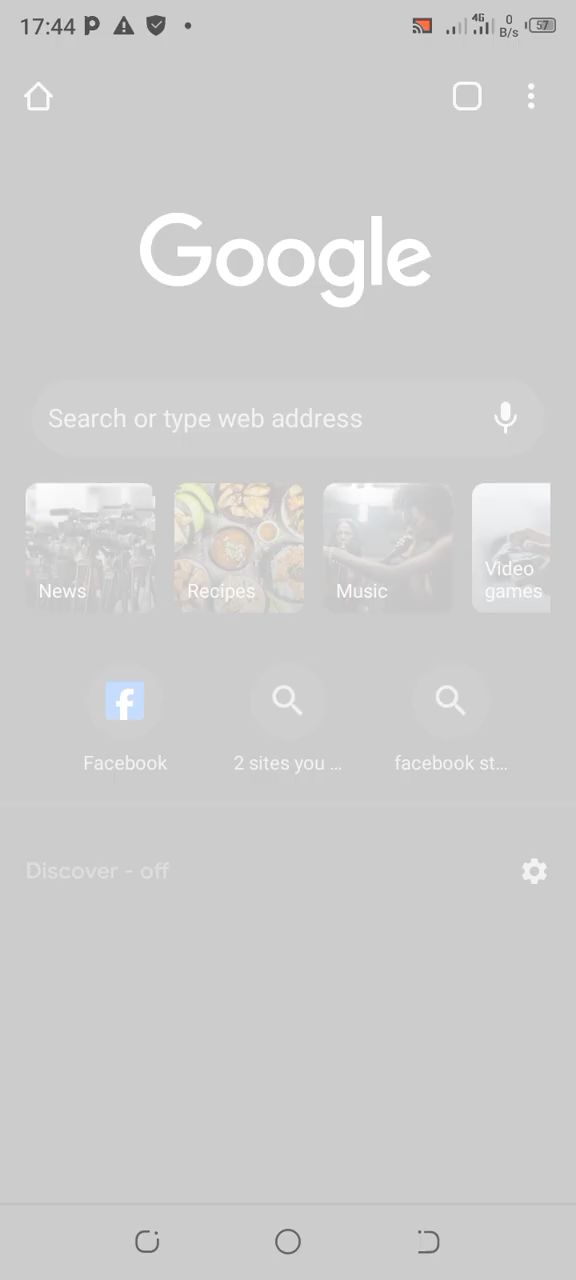 17:44
4G
0
B/s
57
Google
Search or type web address
News
Recipes
Music
Video
games
Facebook
2 sites you ...
facebook st...
Discover - off